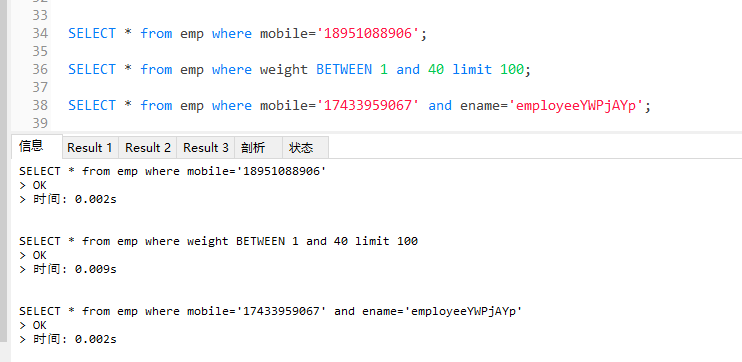 32
33
34 SELECT * from emp where mobile='18951088906';
35
36 SELECT * from emp where weight BETWEEN 1 and 40 limit 100;
37
38 SELECT * from emp where mobile='17433959067' and ename='employeeYWPjAYp';
39
信息 Result 1 Result 2 Result 3 剖析 状态
SELECT * from emp where mobile='18951088906'
> OK
> 时间: 0.002s
SELECT * from emp where weight BETWEEN 1 and 40 limit 100
> OK
> 时间: 0.009s
SELECT * from emp where mobile='17433959067' and ename='employeeYWPjAYp'
> OK
> 时间: 0.002s